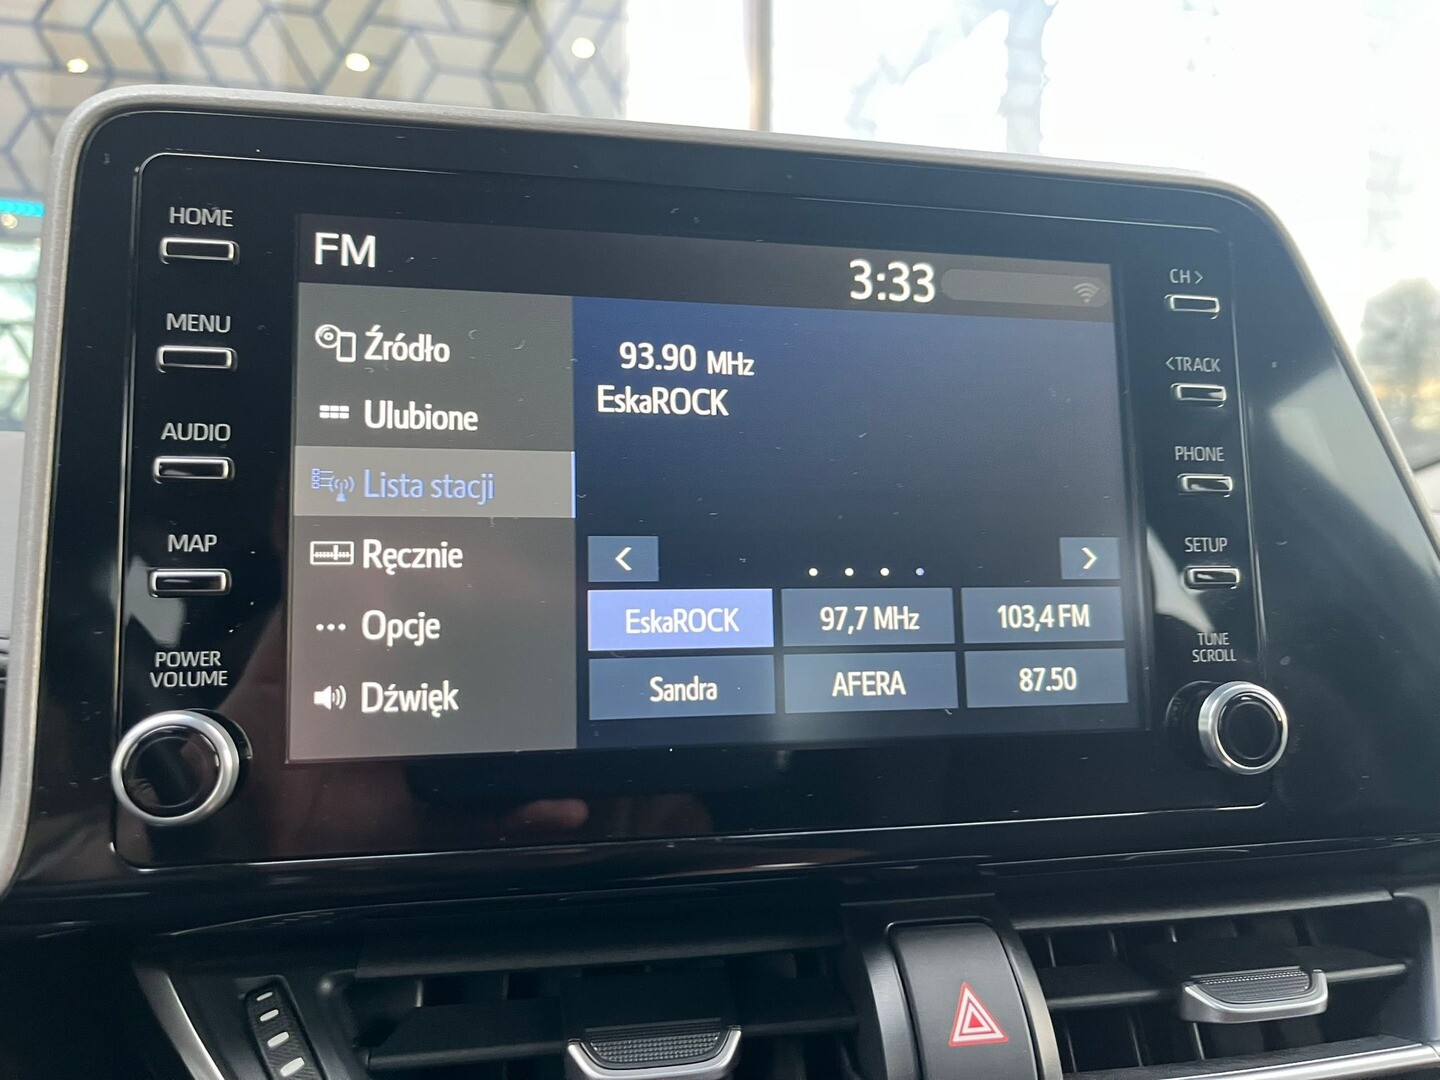 HOME
MENU
AUDIO
MAP
POWER
VOLUME
FM
3:33
Źródło
Ulubione
Lista stacji
Ręcznie
Opcje
Dźwięk
93.90 MHz
EskaROCK
<
>
EskaROCK
97,7 MHz
103,4 FM
Sandra
AFERA
87.50
CH >
< TRACK
PHONE
SETUP
TUNE
SCROLL